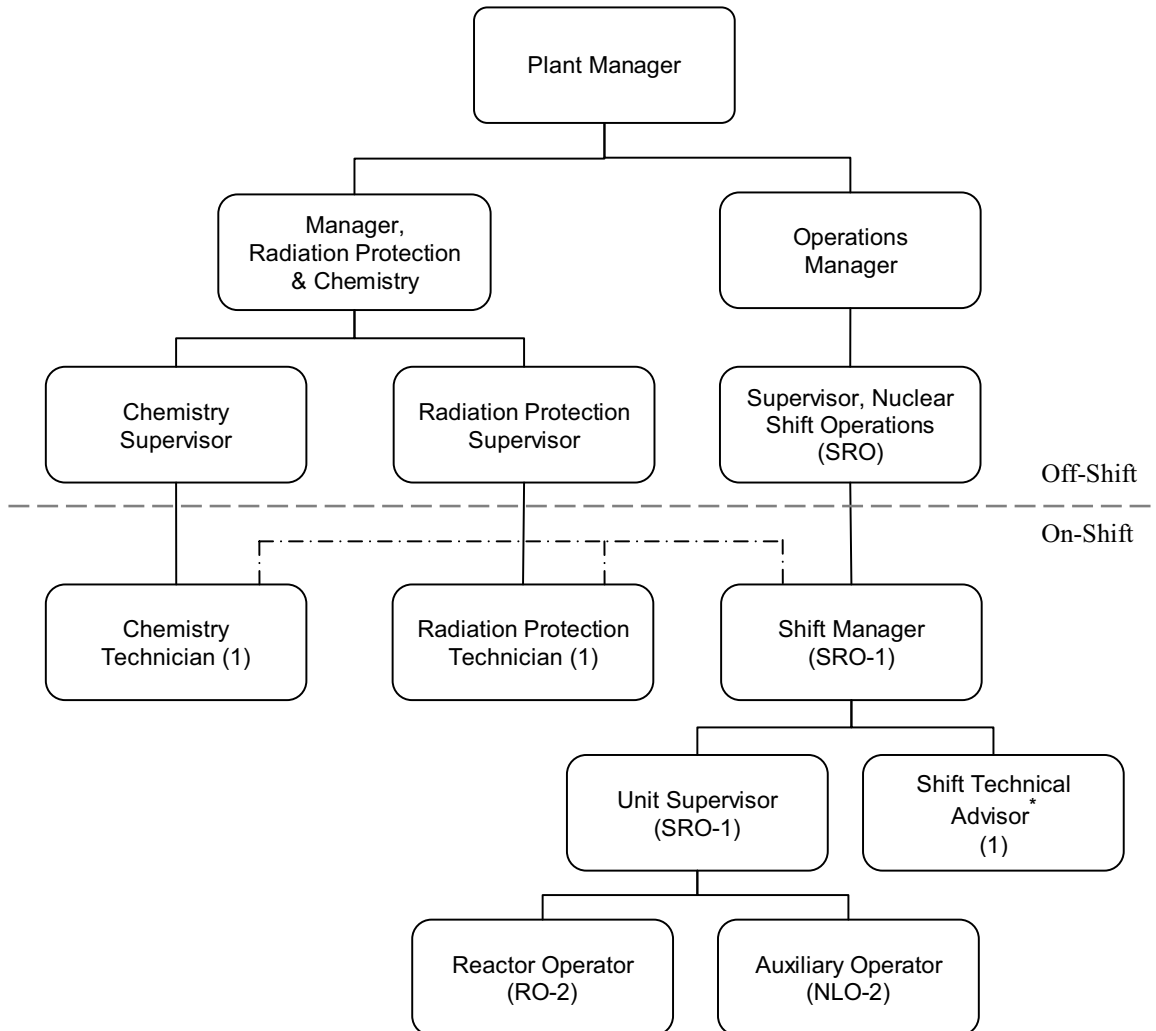 Plant Manager
Manager,
Radiation Protection
& Chemistry
Operations
Manager
Chemistry
Supervisor
Radiation Protection
Supervisor
Supervisor, Nuclear
Shift Operations
(SRO)
Off-Shift
On-Shift
Chemistry
Technician (1)
Radiation Protection
Technician (1)
Shift Manager
(SRO-1)
Unit Supervisor
(SRO-1)
Shift Technical
Advisor*
(1)
Reactor Operator
(RO-2)
Auxiliary Operator
(NLO-2)